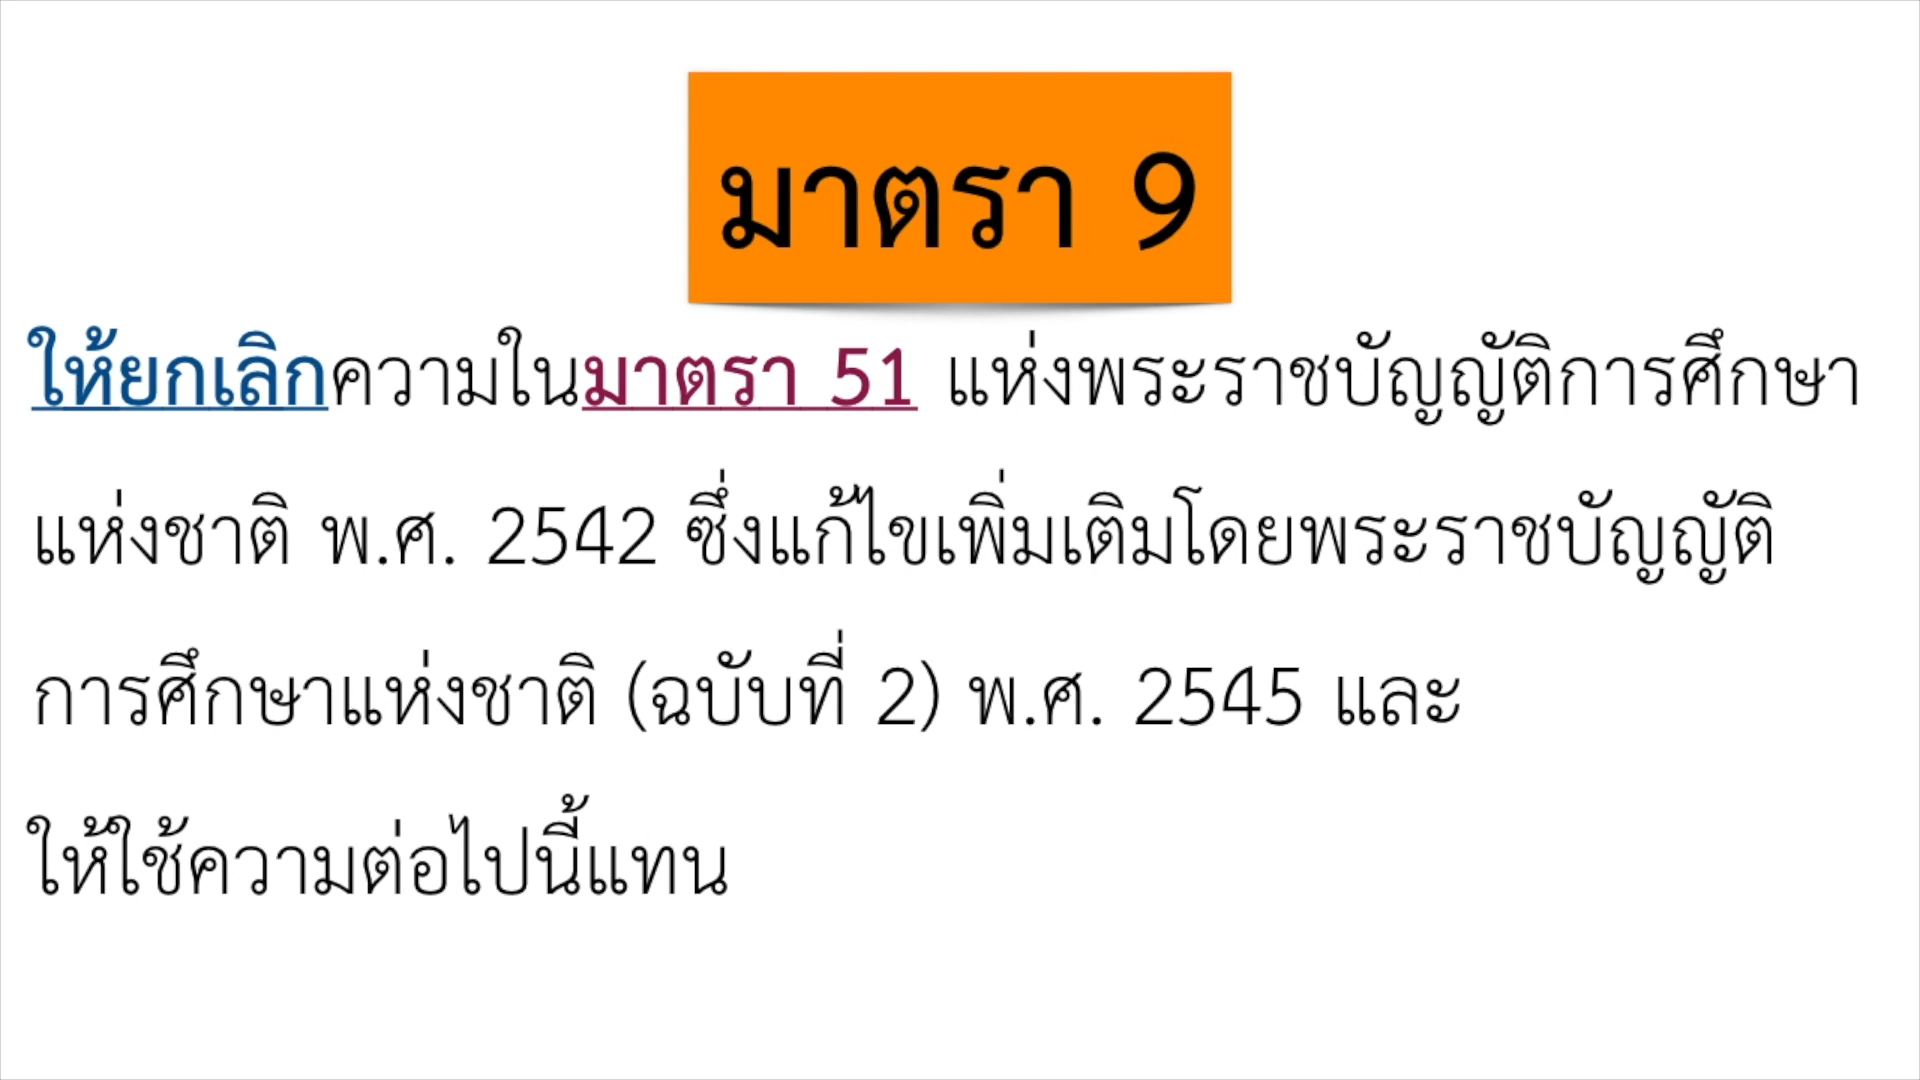 มาตรา 9
ให้ยกเลิกความในมาตรา 51 แห่งพระราชบัญญัติการศึกษา
แห่งชาติ พ.ศ. 2542 ซึ่งแก้ไขเพิ่มเติมโดยพระราชบัญญัติ
การศึกษาแห่งชาติ (ฉบับที่ 2) พ.ศ. 2545 และ
ให้ใช้ความต่อไปนี้แทน